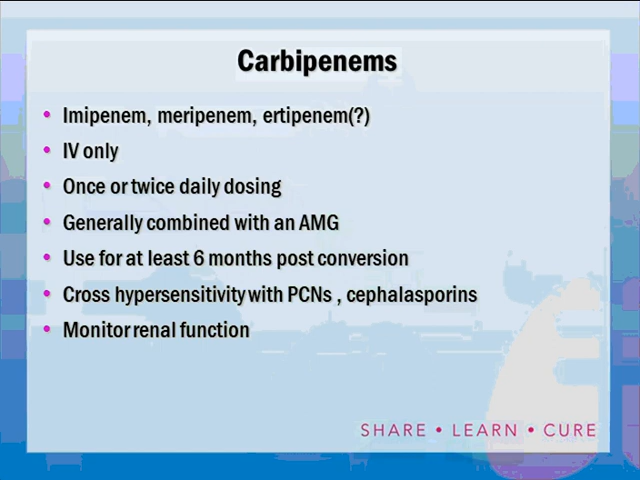 Carbipenems
• Imipenem, meripenem, ertipenem(?)
• IV only
• Once or twice daily dosing
• Generally combined with an AMG
• Use for at least 6 months post conversion
• Cross hypersensitivity with PCNs , cephalasporins
• Monitor renal function
SHARE • LEARN • CURE